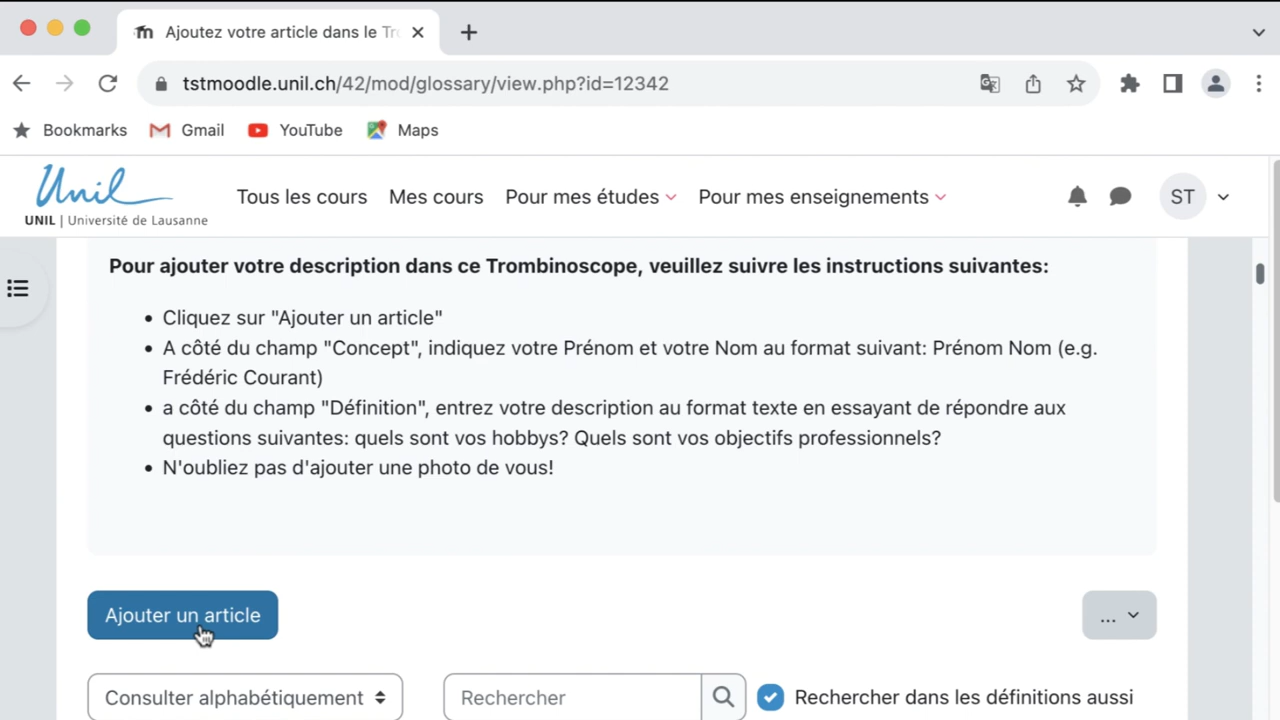 Ajoutez votre article dans le Tr
tstmoodle.unil.ch/42/mod/glossary/view.php?id=12342
Bookmarks Gmail YouTube Maps
Unil
UNIL | Université de Lausanne
Tous les cours Mes cours Pour mes études Pour mes enseignements ST
Pour ajouter votre description dans ce Trombinoscope, veuillez suivre les instructions suivantes:
• Cliquez sur "Ajouter un article"
• A côté du champ "Concept", indiquez votre Prénom et votre Nom au format suivant: Prénom Nom (e.g.
Frédéric Courant)
• a côté du champ "Définition", entrez votre description au format texte en essayant de répondre aux
questions suivantes: quels sont vos hobbys? Quels sont vos objectifs professionnels?
• N'oubliez pas d'ajouter une photo de vous!
Ajouter un article ...
Consulter alphabétiquement Rechercher Rechercher dans les définitions aussi